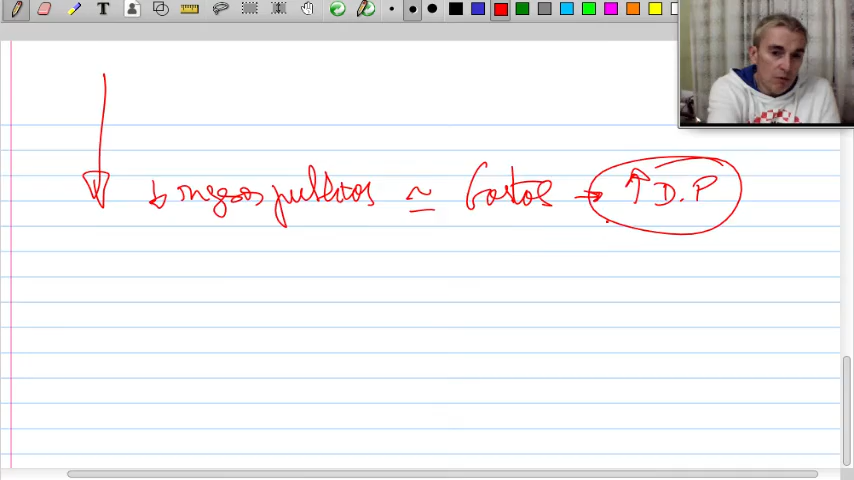 Ingresos publicos ≃ Gastos → ↑ D.P